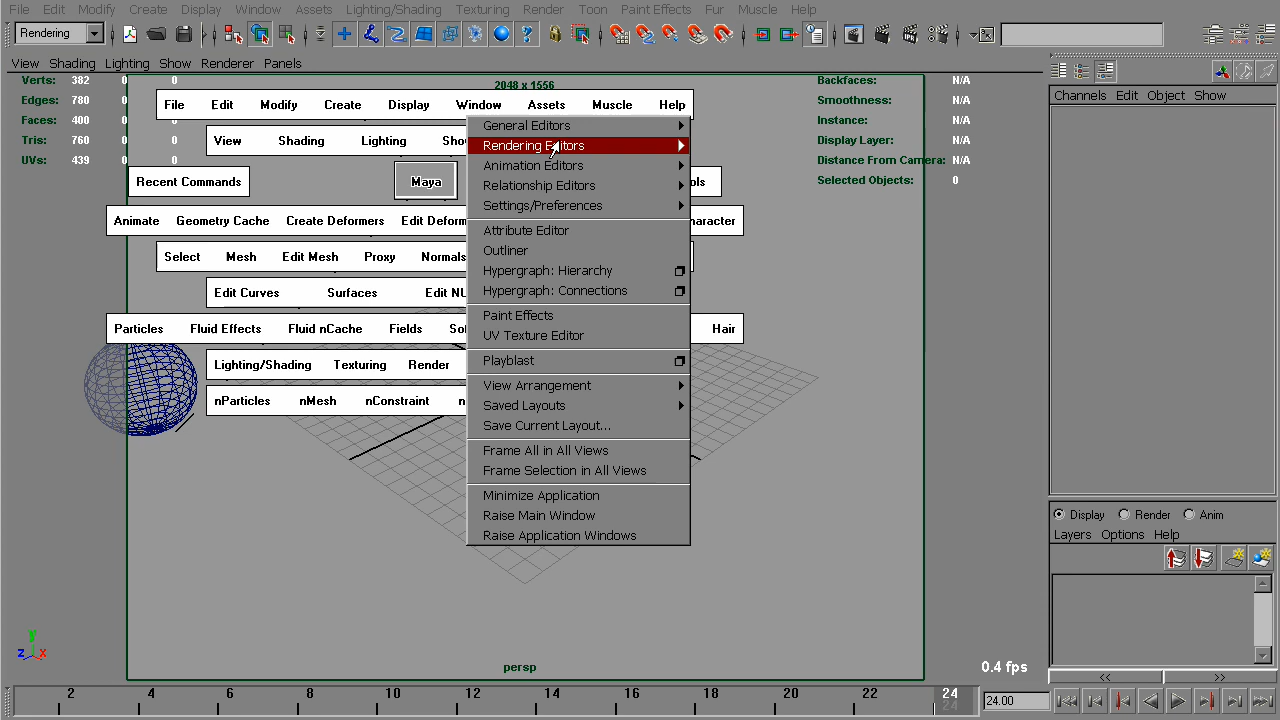 File Edit Modify Create Display Window Assets Lighting/Shading Texturing Render Toon Paint Effects Fur Muscle Help
Rendering
View Shading Lighting Show Renderer Panels
Verts: 382 0 0
Edges: 780 0 0
Faces: 400 0 0
Tris: 760 0 0
UVs: 439 0 0
2048 x 1556
Backfaces: N/A
Smoothness: N/A
Instance: N/A
Display Layer: N/A
Distance From Camera: N/A
Selected Objects: 0
File Edit Modify Create Display Window Assets Muscle Help
View Shading Lighting Sho
Recent Commands Maya ols
Animate Geometry Cache Create Deformers Edit Deform haracter
Select Mesh Edit Mesh Proxy Normals
Edit Curves Surfaces Edit NU
Particles Fluid Effects Fluid nCache Fields Sof Hair
Lighting/Shading Texturing Render
nParticles nMesh nConstraint n
General Editors
Rendering Editors
Animation Editors
Relationship Editors
Settings/Preferences
Attribute Editor
Outliner
Hypergraph: Hierarchy
Hypergraph: Connections
Paint Effects
UV Texture Editor
Playblast
View Arrangement
Saved Layouts
Save Current Layout...
Frame All in All Views
Frame Selection in All Views
Minimize Application
Raise Main Window
Raise Application Windows
Channels Edit Object Show
Display Render Anim
Layers Options Help
<< >>
y
z x
persp
0.4 fps
2 4 6 8 10 12 14 16 18 20 22 24
24
24.00